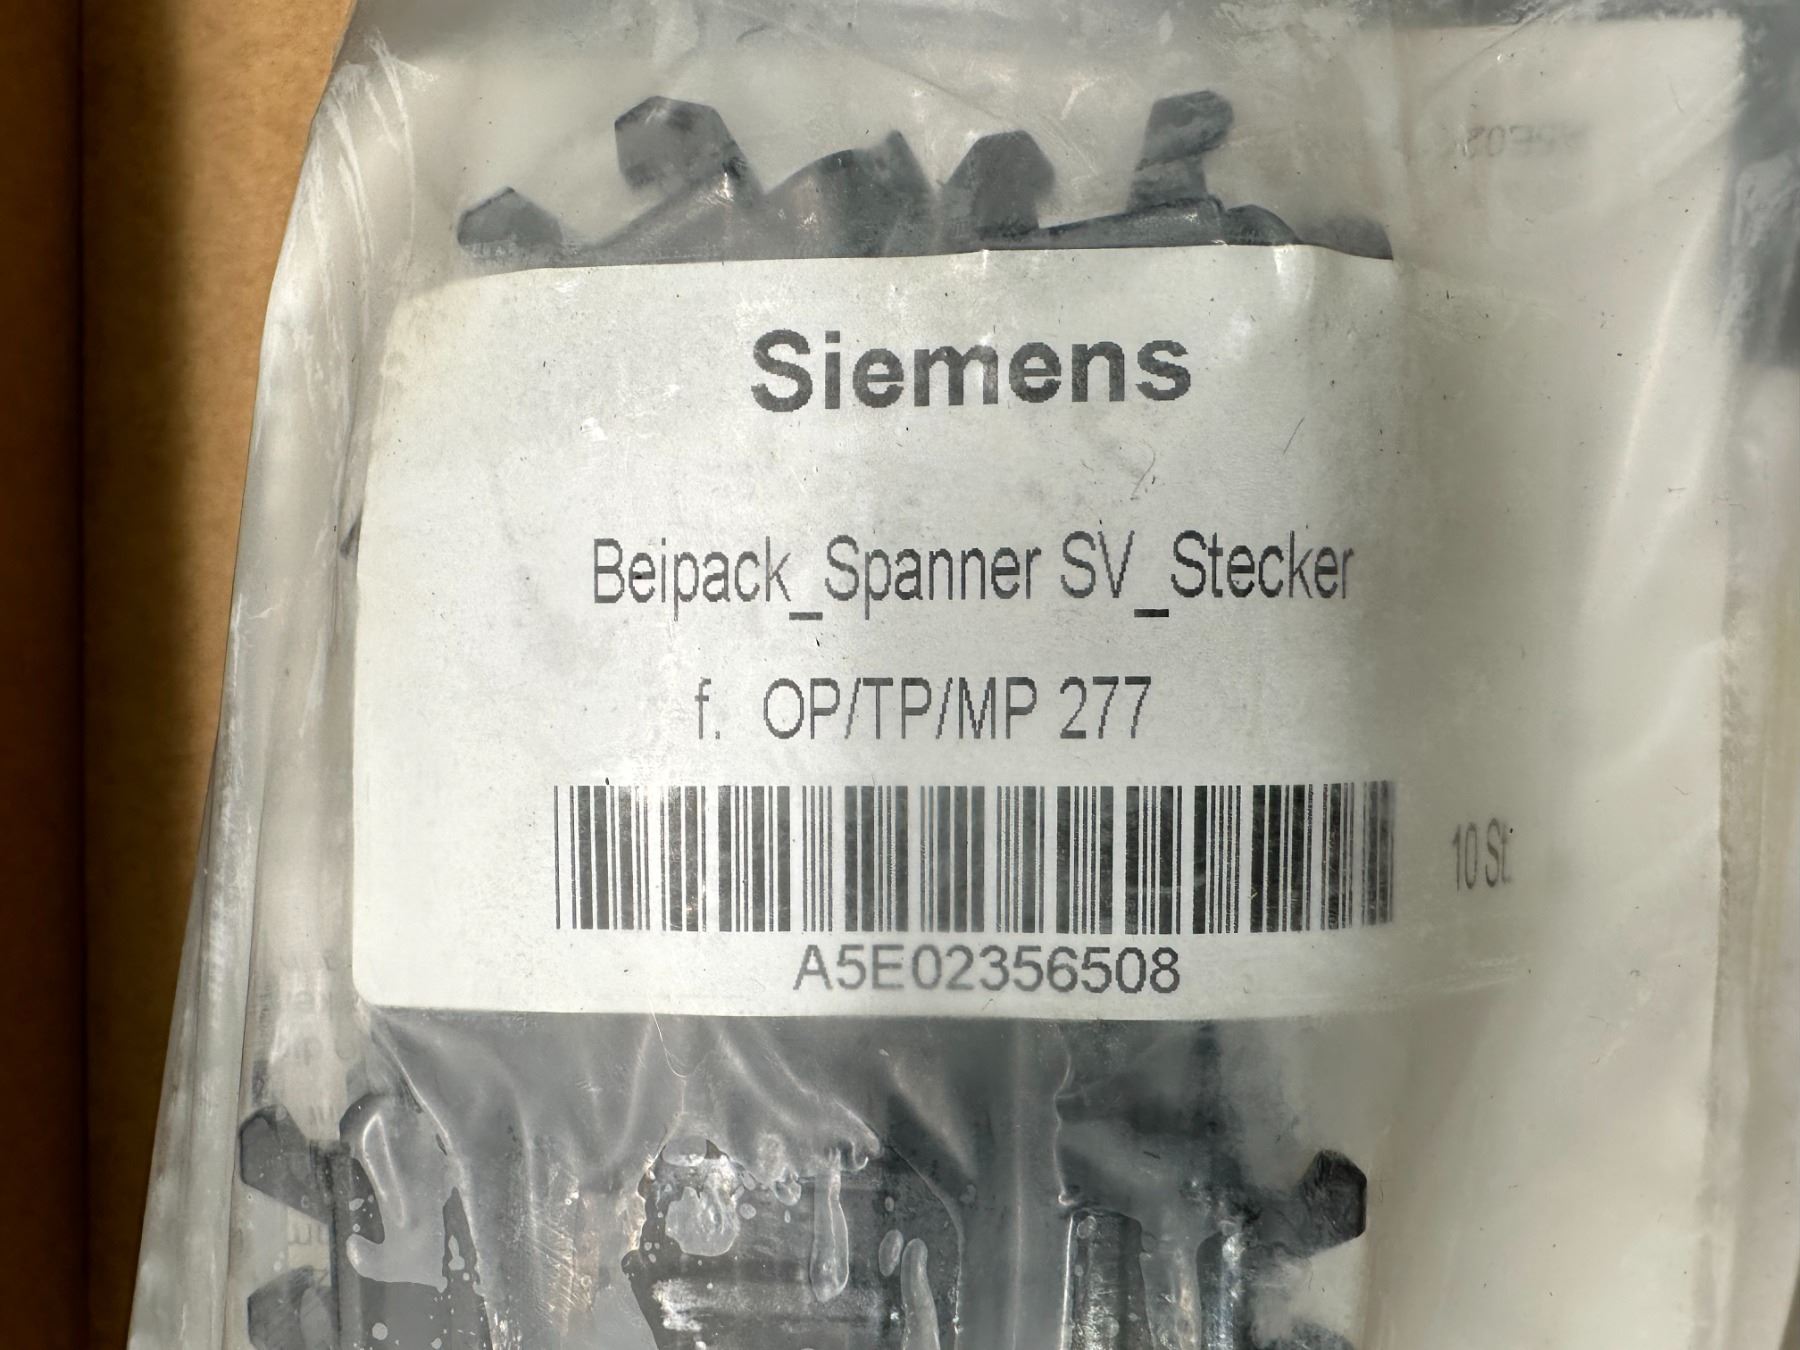 Siemens
Beipack_Spanner SV_Stecker
f. OP/TP/MP 277
10 St.
A5E02356508